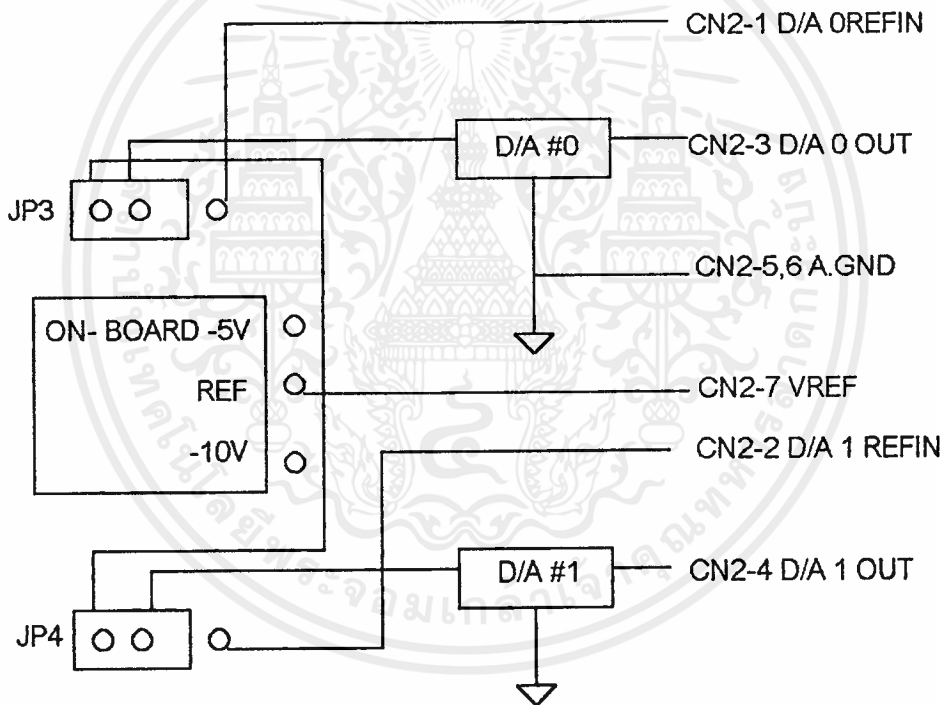 CN2-1 D/A 0REFIN
D/A #0
CN2-3 D/A 0 OUT
JP3
CN2-5,6 A.GND
ON- BOARD -5V
REF
CN2-7 VREF
-10V
CN2-2 D/A 1 REFIN
D/A #1
CN2-4 D/A 1 OUT
JP4